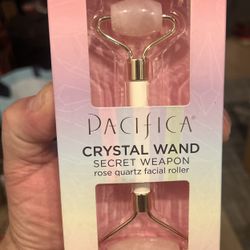 PACIFICA
CRYSTAL WAND
SECRET WEAPON
rose quartz facial roller